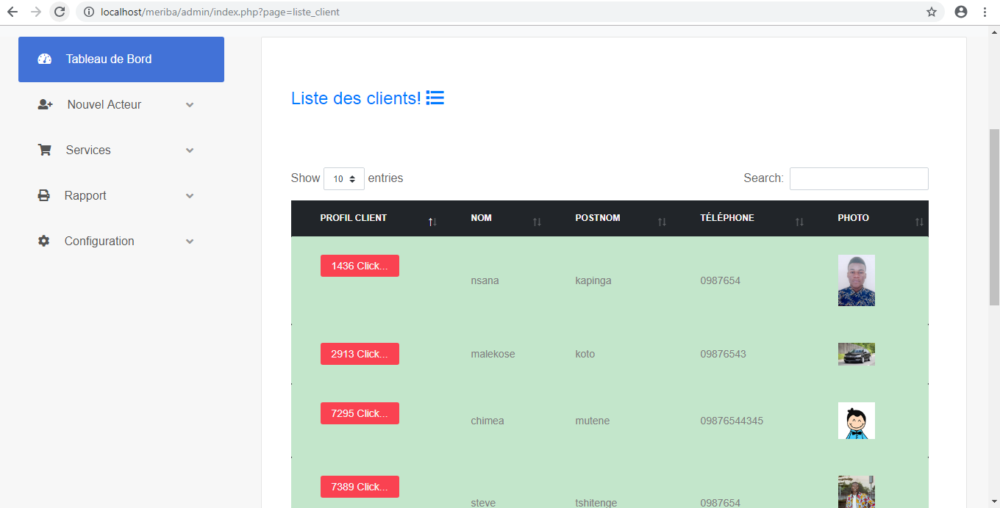 localhost/meriba/admin/index.php?page=liste_client
Tableau de Bord
Nouvel Acteur
Services
Rapport
Configuration
Liste des clients!
Show 10 entries
Search:
PROFIL CLIENT NOM POSTNOM TÉLÉPHONE PHOTO
1436 Click... nsana kapinga 0987654
2913 Click... malekose koto 09876543
7295 Click... chimea mutene 09876544345
7389 Click... steve tshitenge 0987654